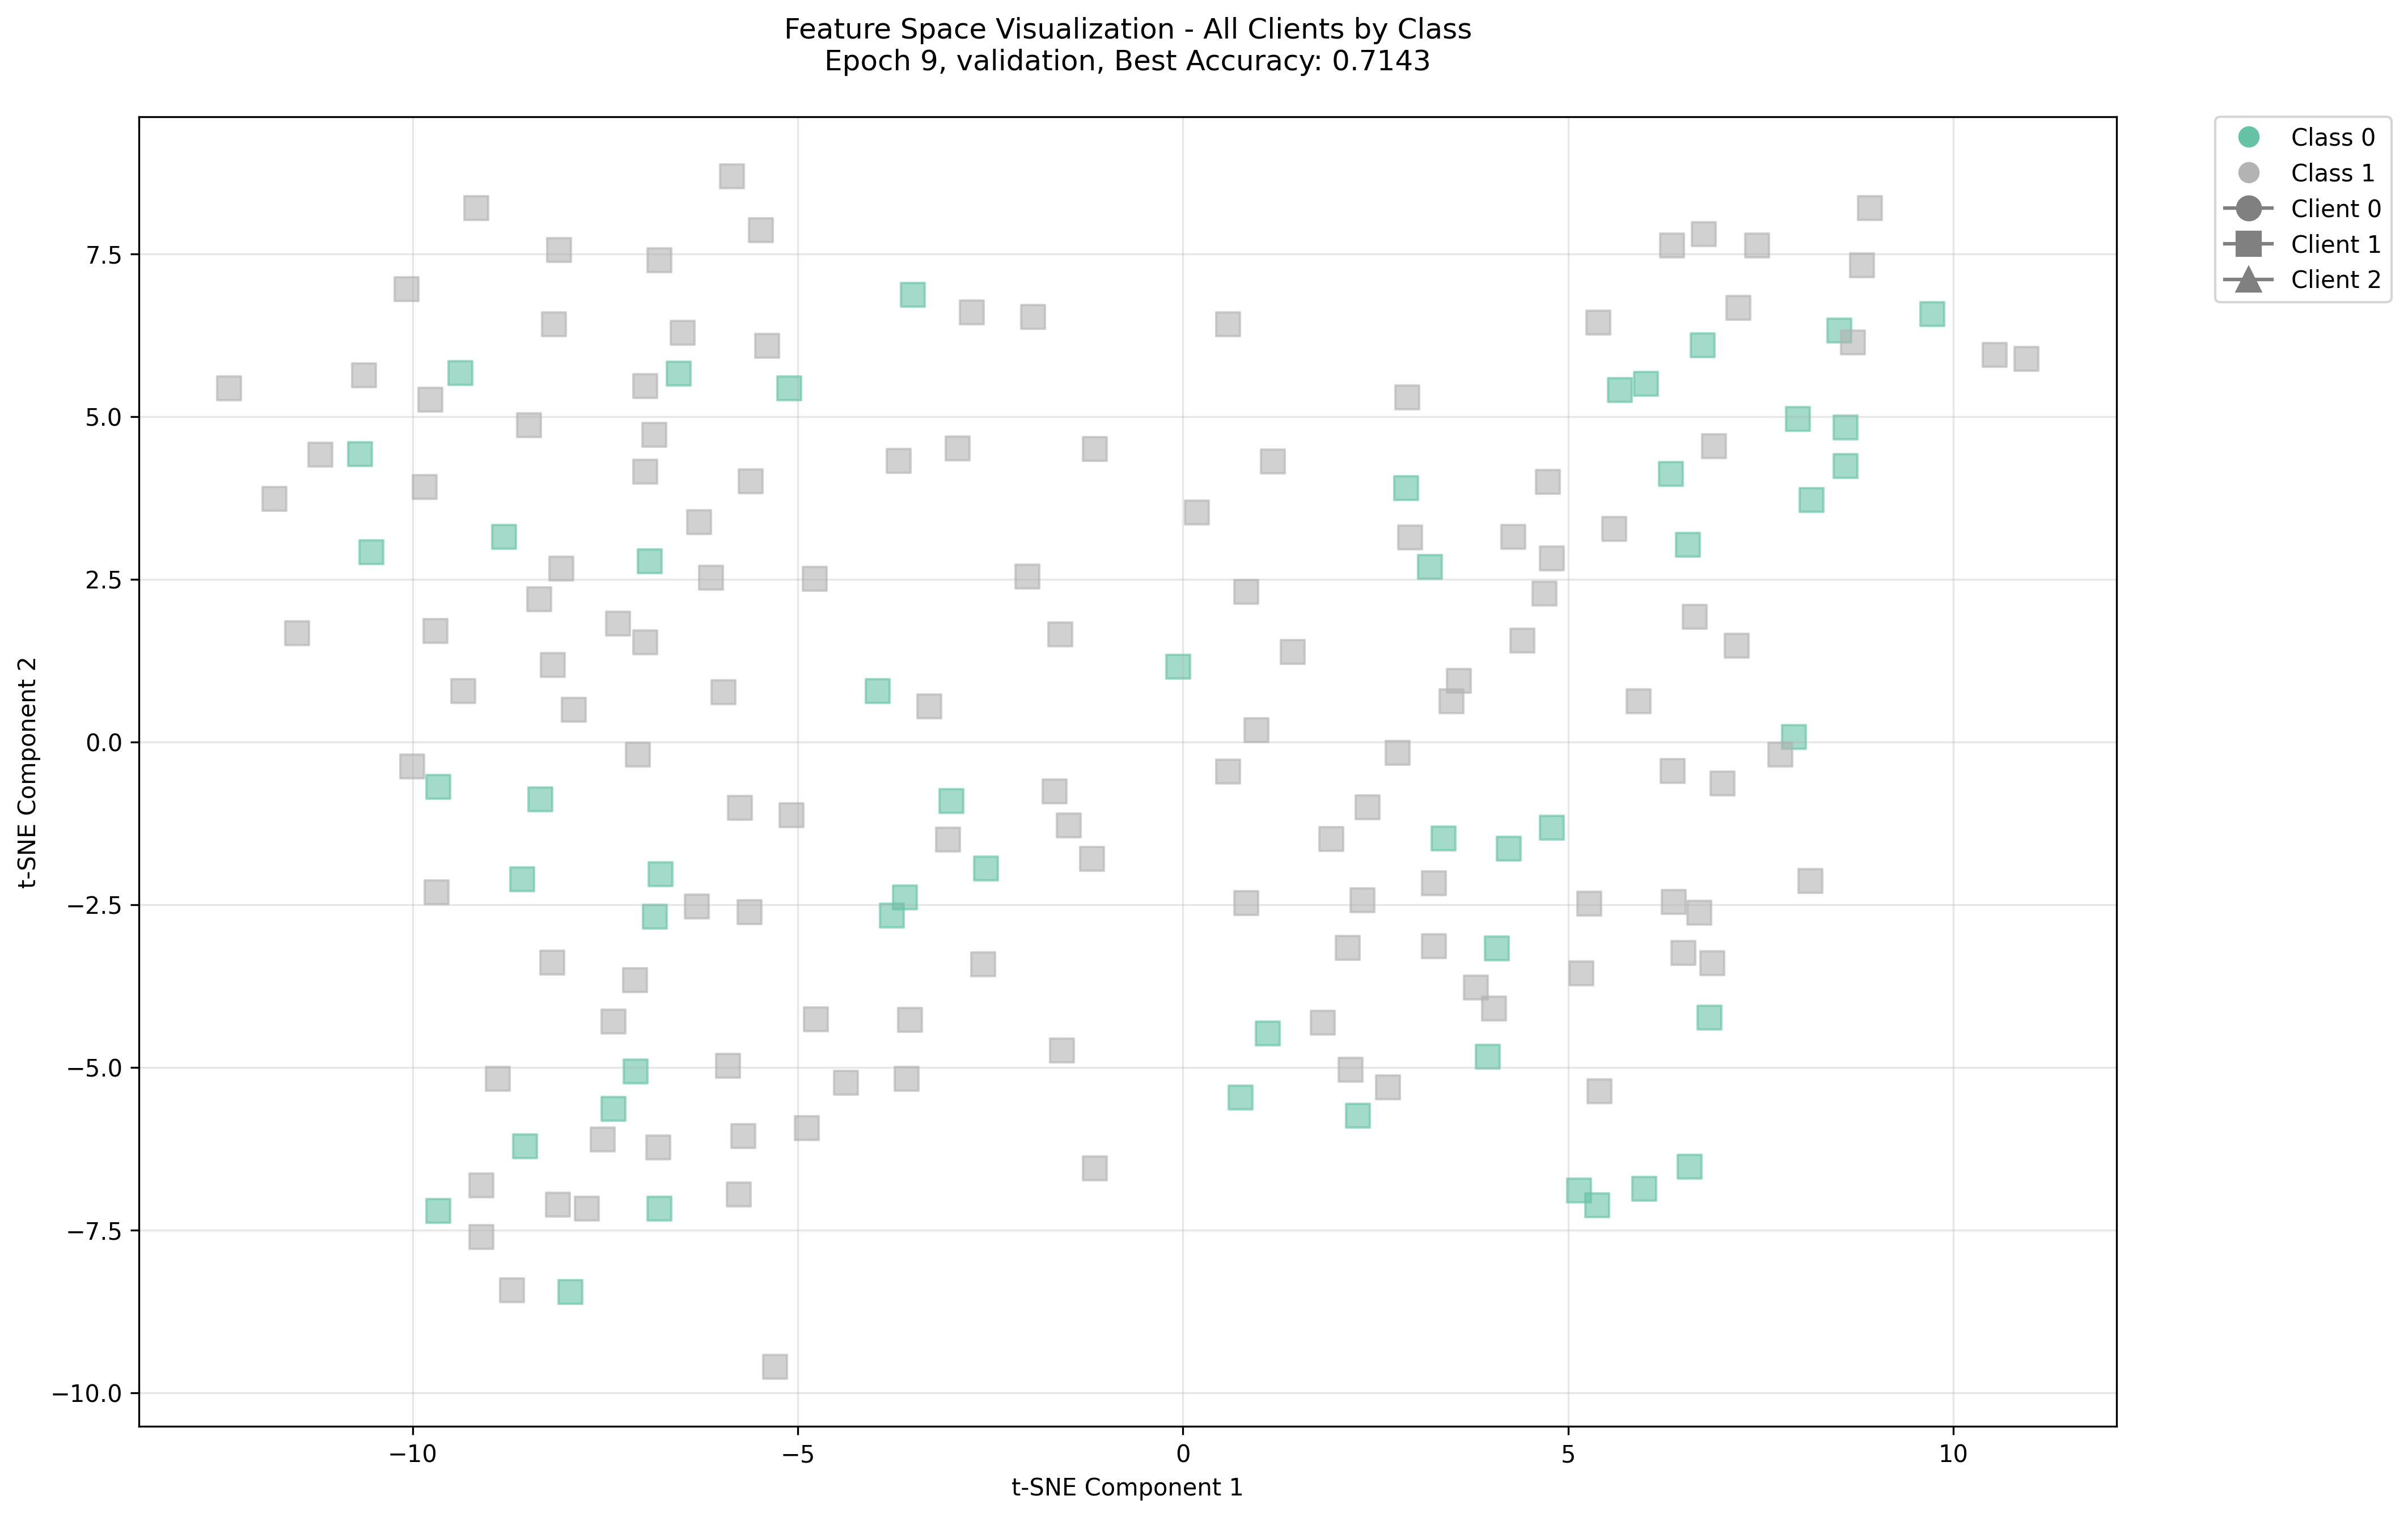 Feature Space Visualization - All Clients by Class
Epoch 9, validation, Best Accuracy: 0.7143
Class 0
Class 1
Client 0
Client 1
Client 2
t-SNE Component 2
7.5
5.0
2.5
0.0
−2.5
−5.0
−7.5
−10.0
−10
−5
0
5
10
t-SNE Component 1